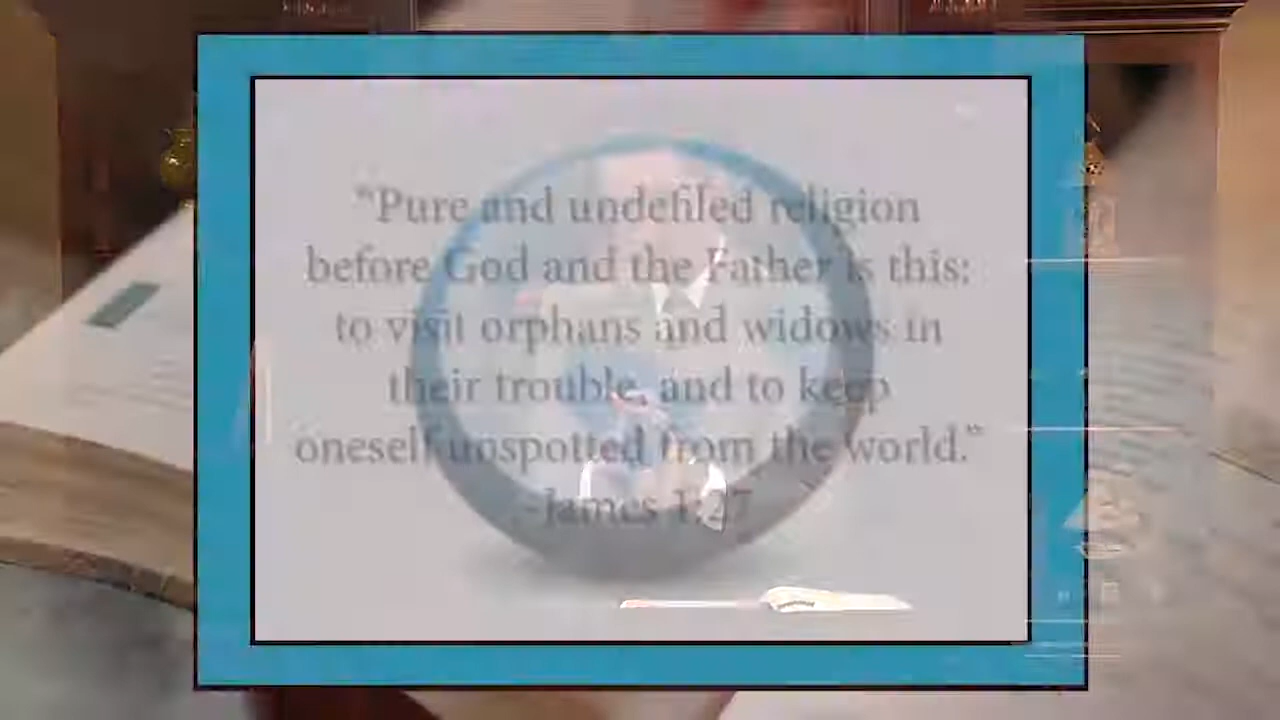 “Pure and undefiled religion
before God and the Father is this:
to visit orphans and widows in
their trouble, and to keep
oneself unspotted from the world.”
-James 1:27